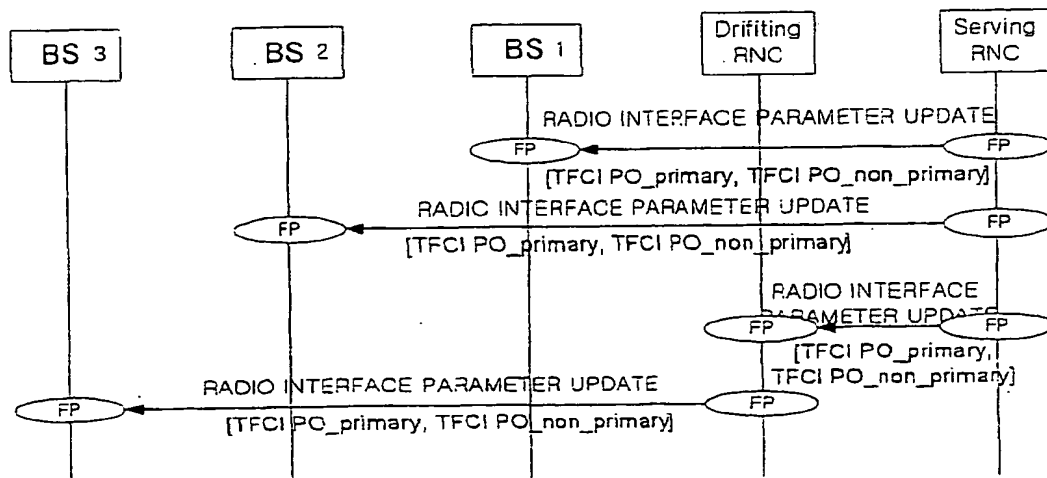 BS 3
BS 2
BS 1
Drifiting
RNC
Serving
RNC
RADIO INTERFACE PARAMETER UPDATE
FP
FP
[TFCI PO_primary, TFCI PO_non_primary]
RADIC INTERFACE PARAMETER UPDATE
FP
FP
[TFCI PO_primary, TFCI PO_non_primary]
RADIO INTERFACE
PARAMETER UPDATE
FP
FP
[TFCI PO_primary,
TFCI PO_non_primary]
RADIO INTERFACE PARAMETER UPDATE
FP
FP
[TFCI PO_primary, TFCI PO_non_primary]